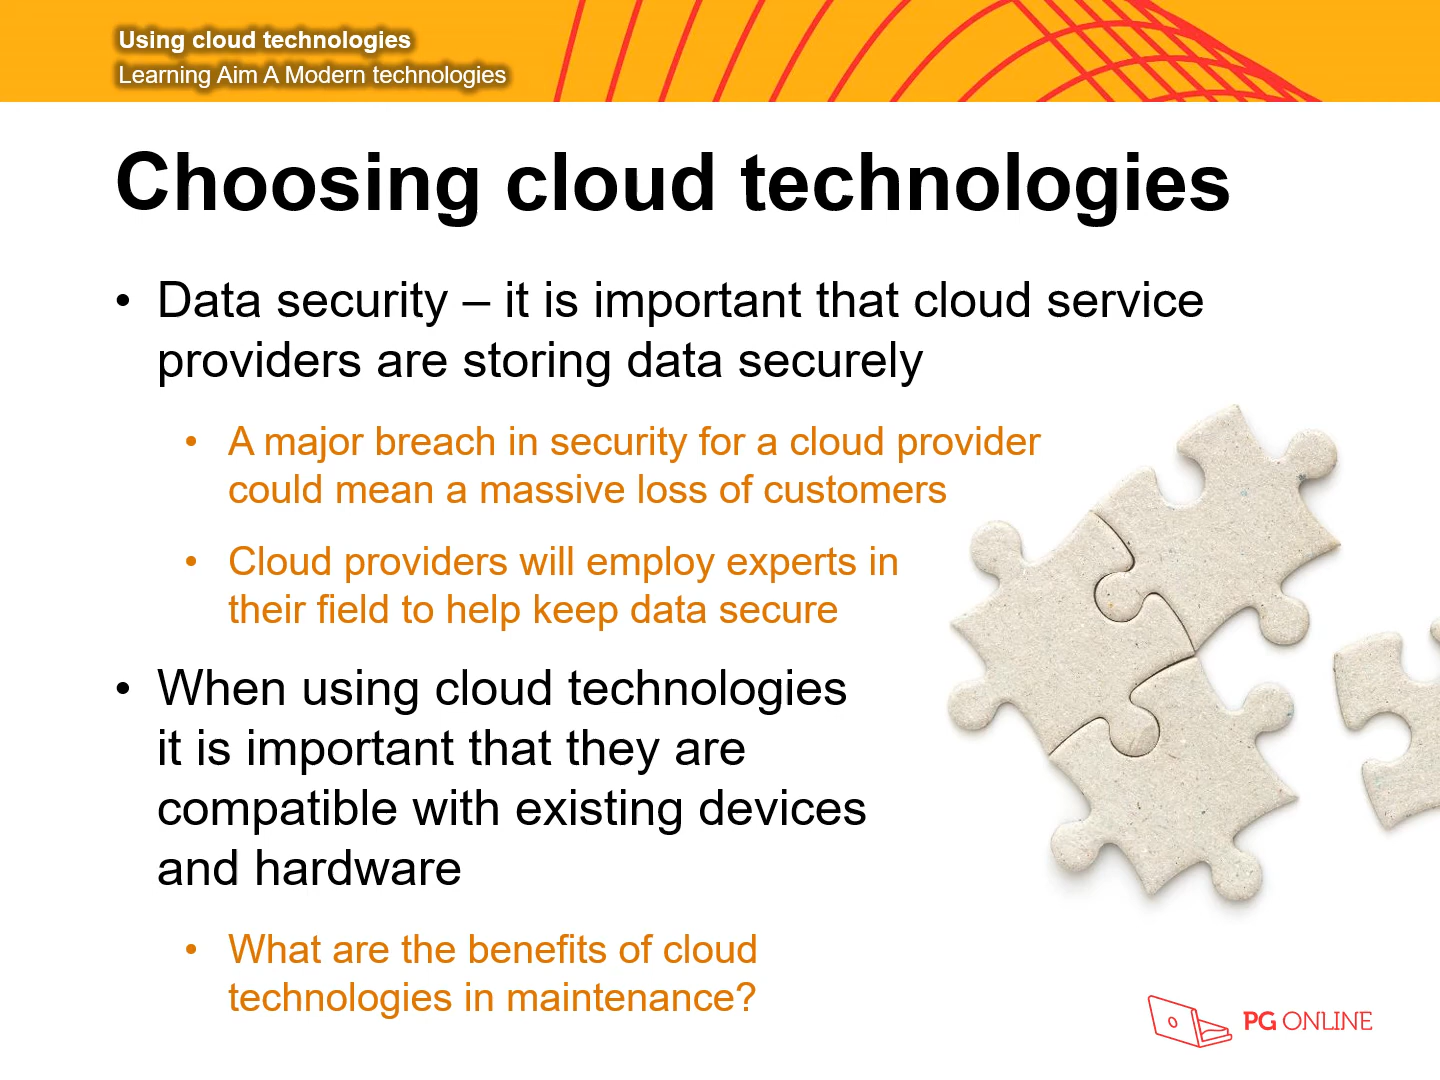 Using cloud technologies
Learning Aim A Modern technologies
Choosing cloud technologies
• Data security – it is important that cloud service
providers are storing data securely
• A major breach in security for a cloud provider
could mean a massive loss of customers
• Cloud providers will employ experts in
their field to help keep data secure
• When using cloud technologies
it is important that they are
compatible with existing devices
and hardware
• What are the benefits of cloud
technologies in maintenance?
PG ONLINE